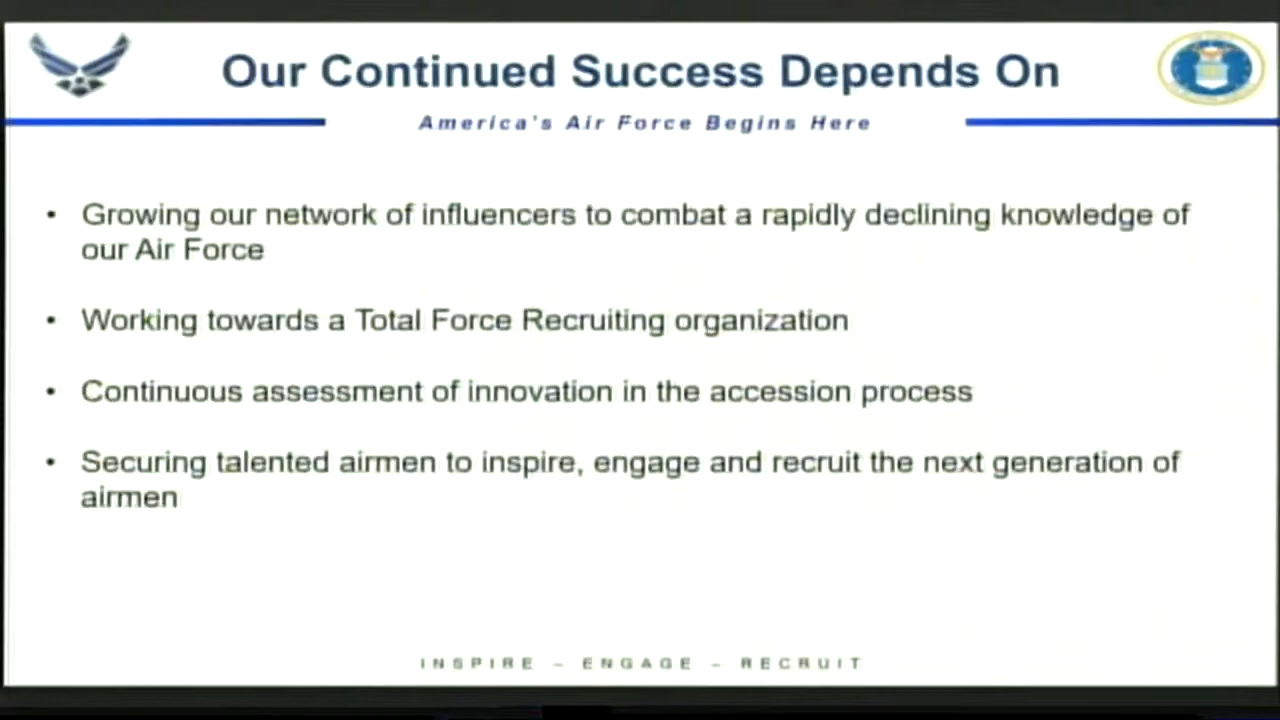 Our Continued Success Depends On
America's Air Force Begins Here
• Growing our network of influencers to combat a rapidly declining knowledge of
our Air Force
• Working towards a Total Force Recruiting organization
• Continuous assessment of innovation in the accession process
• Securing talented airmen to inspire, engage and recruit the next generation of
airmen
INSPIRE – ENGAGE – RECRUIT